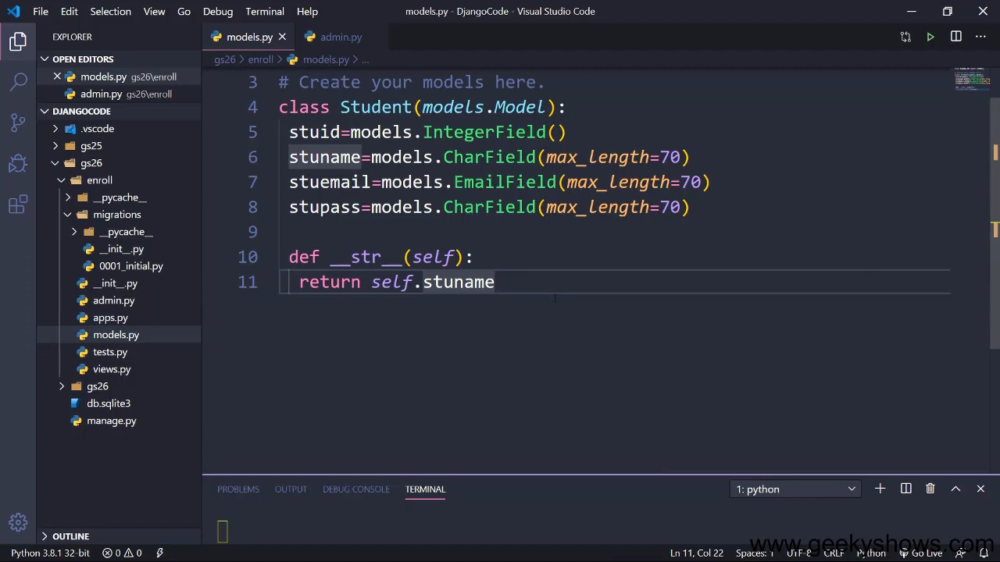 File Edit Selection View Go Debug Terminal Help
models.py - DjangoCode - Visual Studio Code
EXPLORER
OPEN EDITORS
models.py gs26\enroll
admin.py gs26\enroll
DJANGOCODE
.vscode
gs25
gs26
enroll
__pycache__
migrations
__pycache__
__init__.py
0001_initial.py
__init__.py
admin.py
apps.py
models.py
tests.py
views.py
gs26
db.sqlite3
manage.py
OUTLINE
models.py
admin.py
gs26 > enroll > models.py > ...
3 # Create your models here.
4 class Student(models.Model):
5 stuid=models.IntegerField()
6 stuname=models.CharField(max_length=70)
7 stuemail=models.EmailField(max_length=70)
8 stupass=models.CharField(max_length=70)
9
10 def __str__(self):
11 return self.stuname
PROBLEMS OUTPUT DEBUG CONSOLE TERMINAL
1: python
www.geekyshows.com
Python 3.8.1 32-bit 0 0
Ln 11, Col 22 Spaces: 1 UTF-8 CRLF Python Go Live